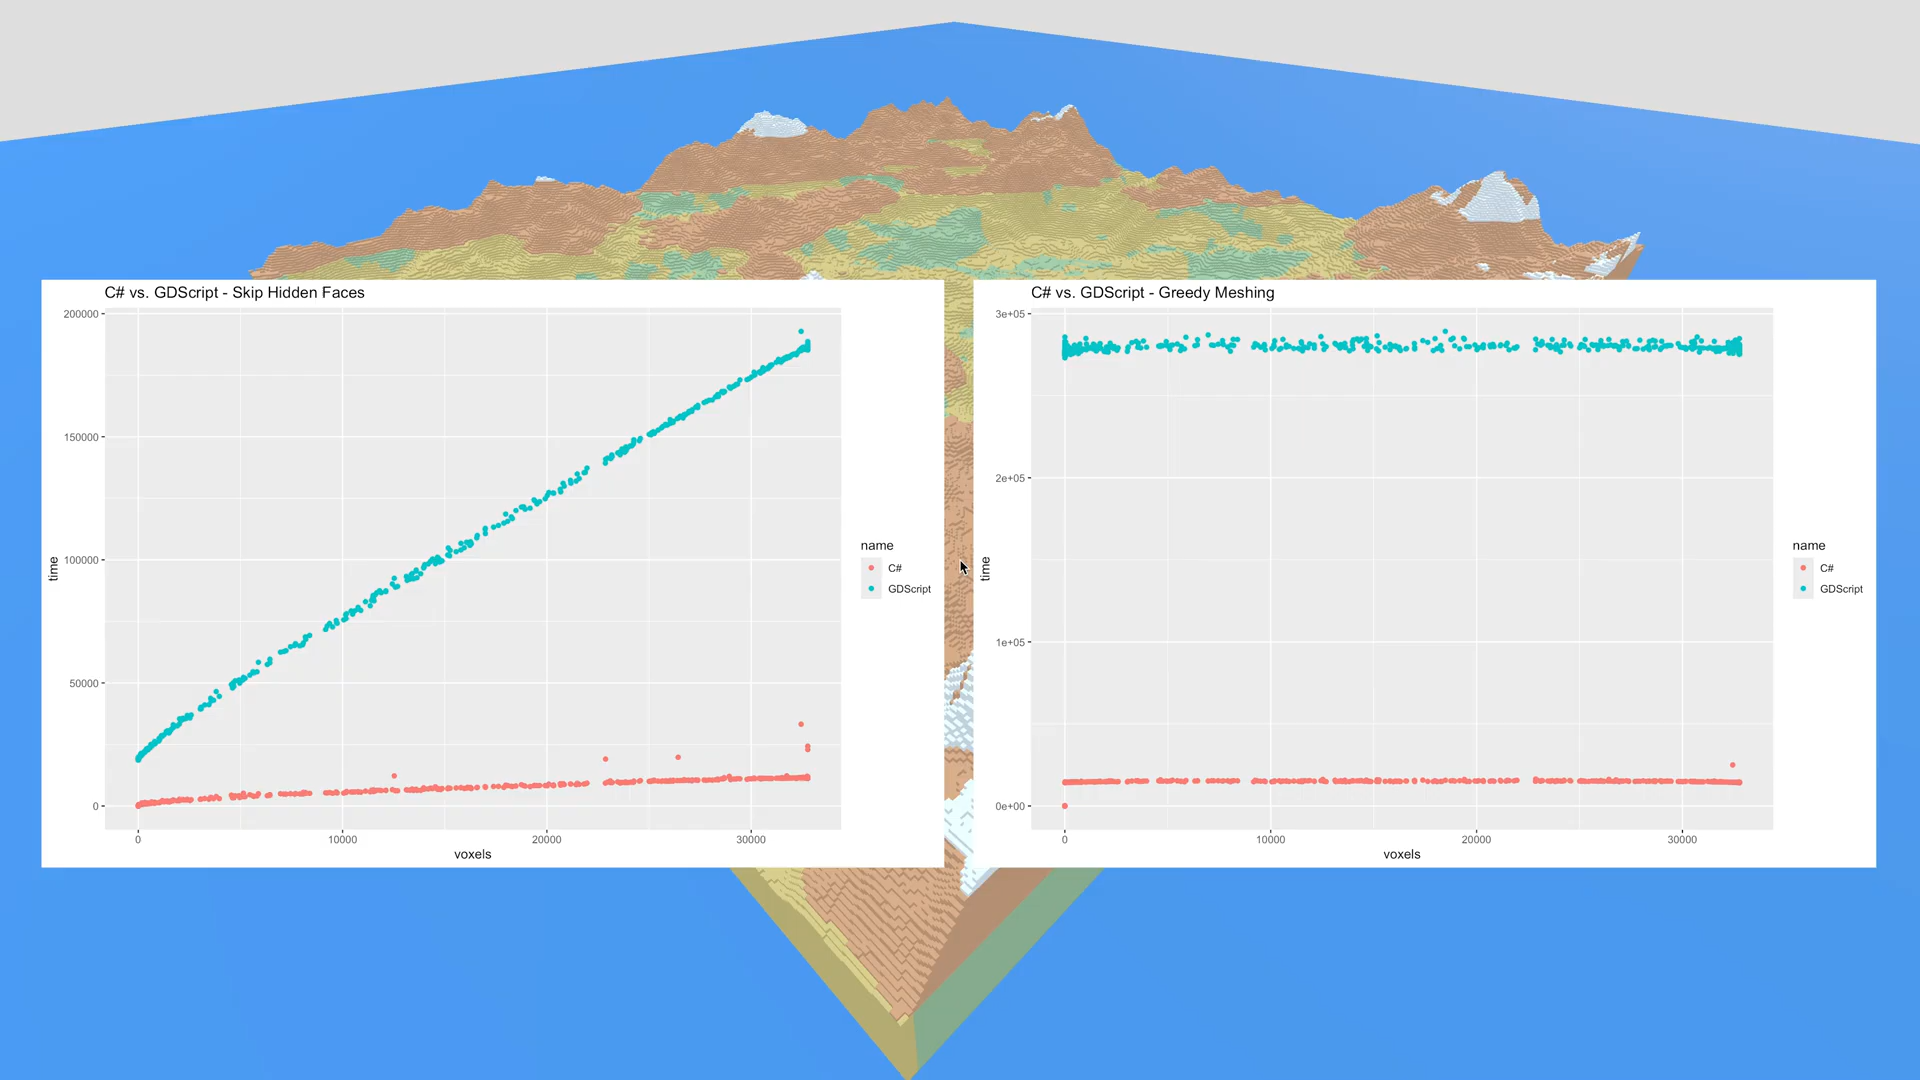 C# vs. GDScript - Skip Hidden Faces
200000
150000
100000
50000
0
time
0 10000 20000 30000
voxels
name
C#
GDScript
C# vs. GDScript - Greedy Meshing
3e+05
2e+05
1e+05
0e+00
time
0 10000 20000 30000
voxels
name
C#
GDScript